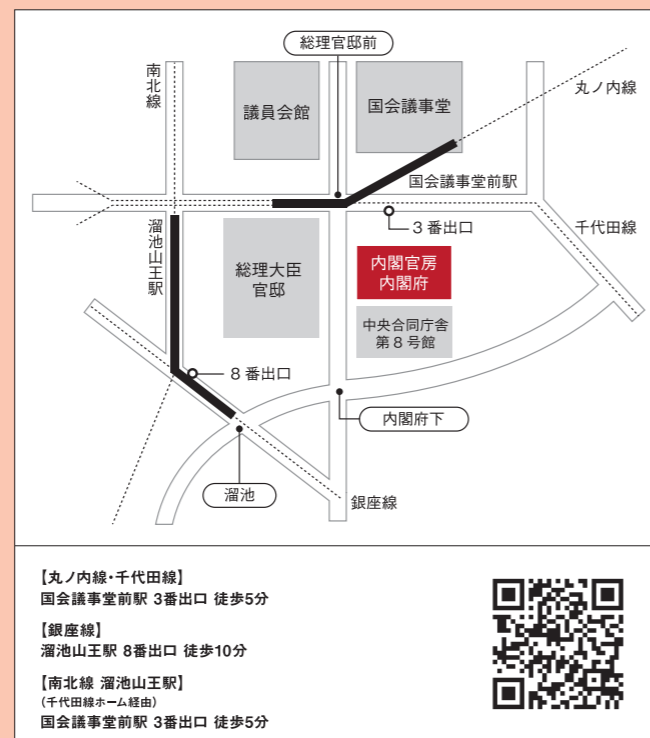 総理官邸前
南北線
議員会館
国会議事堂
丸ノ内線
国会議事堂前駅
3番出口
千代田線
溜池山王駅
総理大臣
官邸
内閣官房
内閣府
中央合同庁舎
第8号館
8番出口
内閣府下
溜池
銀座線
【丸ノ内線・千代田線】
国会議事堂前駅 3番出口 徒歩5分
【銀座線】
溜池山王駅 8番出口 徒歩10分
【南北線 溜池山王駅】
(千代田線ホーム経由)
国会議事堂前駅 3番出口 徒歩5分